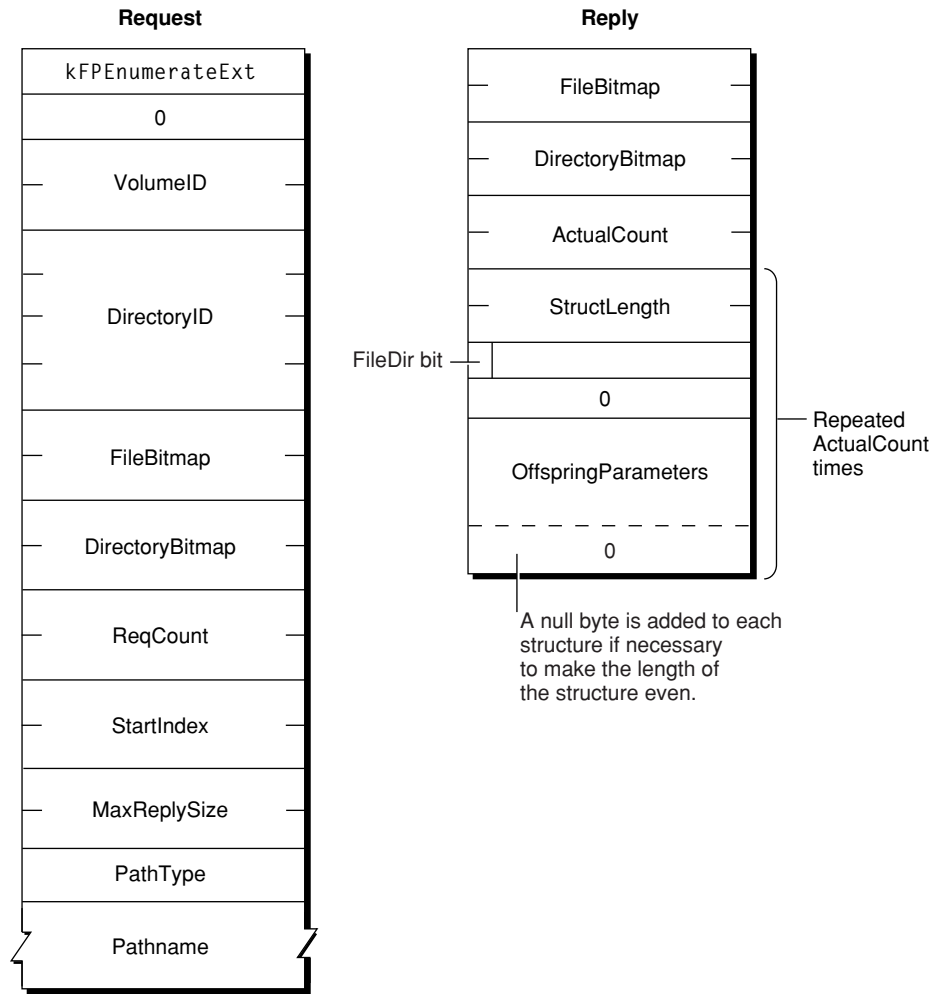 Request
kFPEnumerateExt
0
VolumeID
DirectoryID
FileBitmap
DirectoryBitmap
ReqCount
StartIndex
MaxReplySize
PathType
Pathname
Reply
FileBitmap
DirectoryBitmap
ActualCount
StructLength
FileDir bit
0
OffspringParameters
0
Repeated
ActualCount
times
A null byte is added to each
structure if necessary
to make the length of
the structure even.